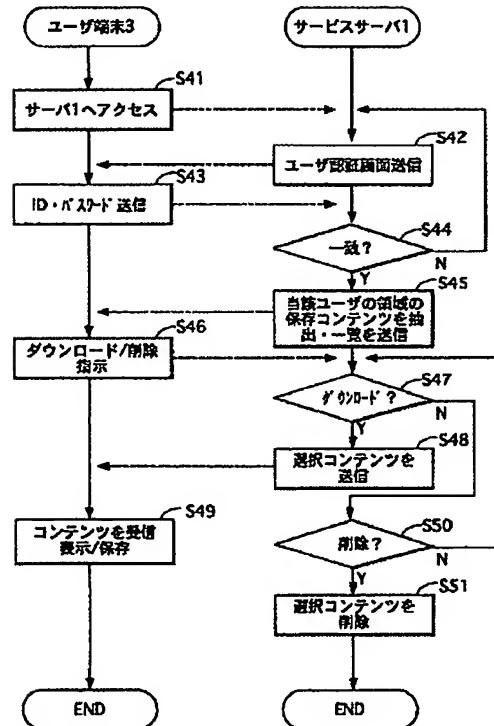 ユーザ端末3
サービスサーバ1
S41
サーバ1へアクセス
S42
ユーザ認証画面送信
S43
ID・パスワード送信
S44
一致?
N
Y
S45
当該ユーザの領域の
保存コンテンツを抽
出・一覧を送信
S46
ダウンロード/削除
指示
S47
ダウンロード?
N
Y
S48
選択コンテンツを
送信
S49
コンテンツを受信
表示/保存
S50
削除?
N
Y
S51
選択コンテンツを
削除
END
END